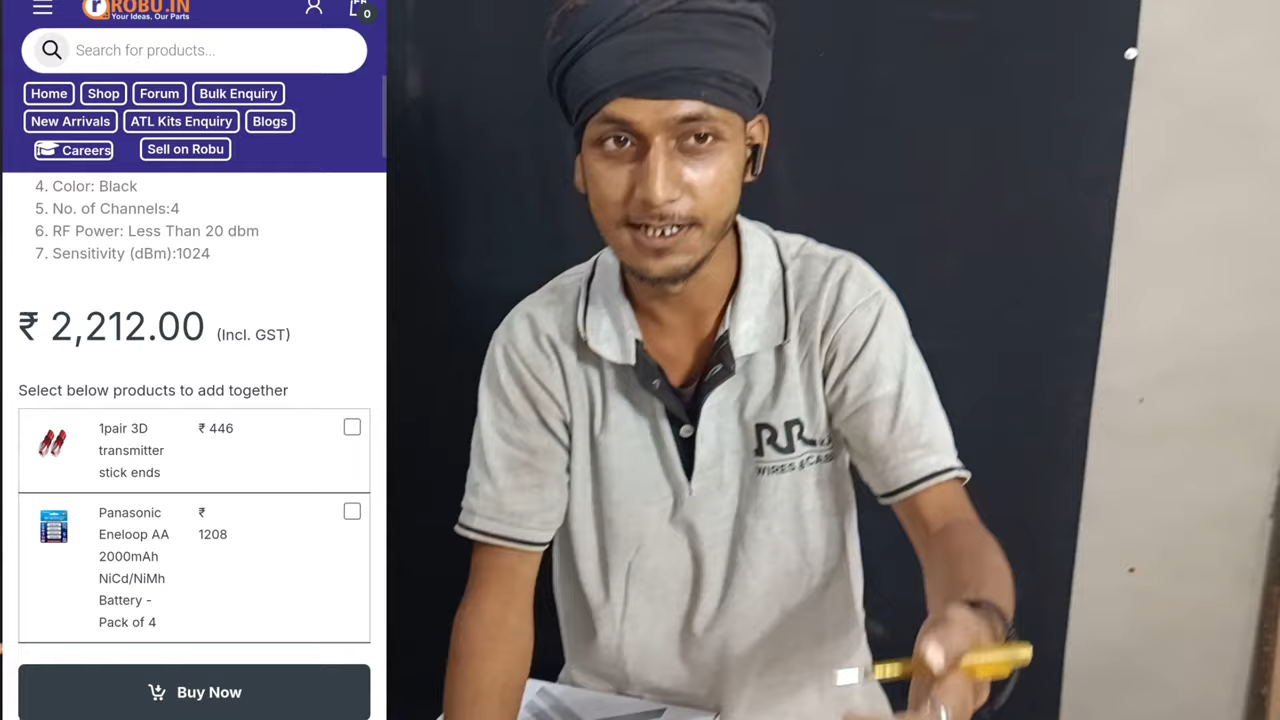 ROBU.IN
Your Ideas, Our Parts
0
Search for products...
Home Shop Forum Bulk Enquiry
New Arrivals ATL Kits Enquiry Blogs
Careers Sell on Robu
4. Color: Black
5. No. of Channels:4
6. RF Power: Less Than 20 dbm
7. Sensitivity (dBm):1024
₹ 2,212.00 (Incl. GST)
Select below products to add together
1pair 3D
transmitter
stick ends
₹ 446
Panasonic
Eneloop AA
2000mAh
NiCd/NiMh
Battery -
Pack of 4
₹
1208
Buy Now
RR
WIRES &